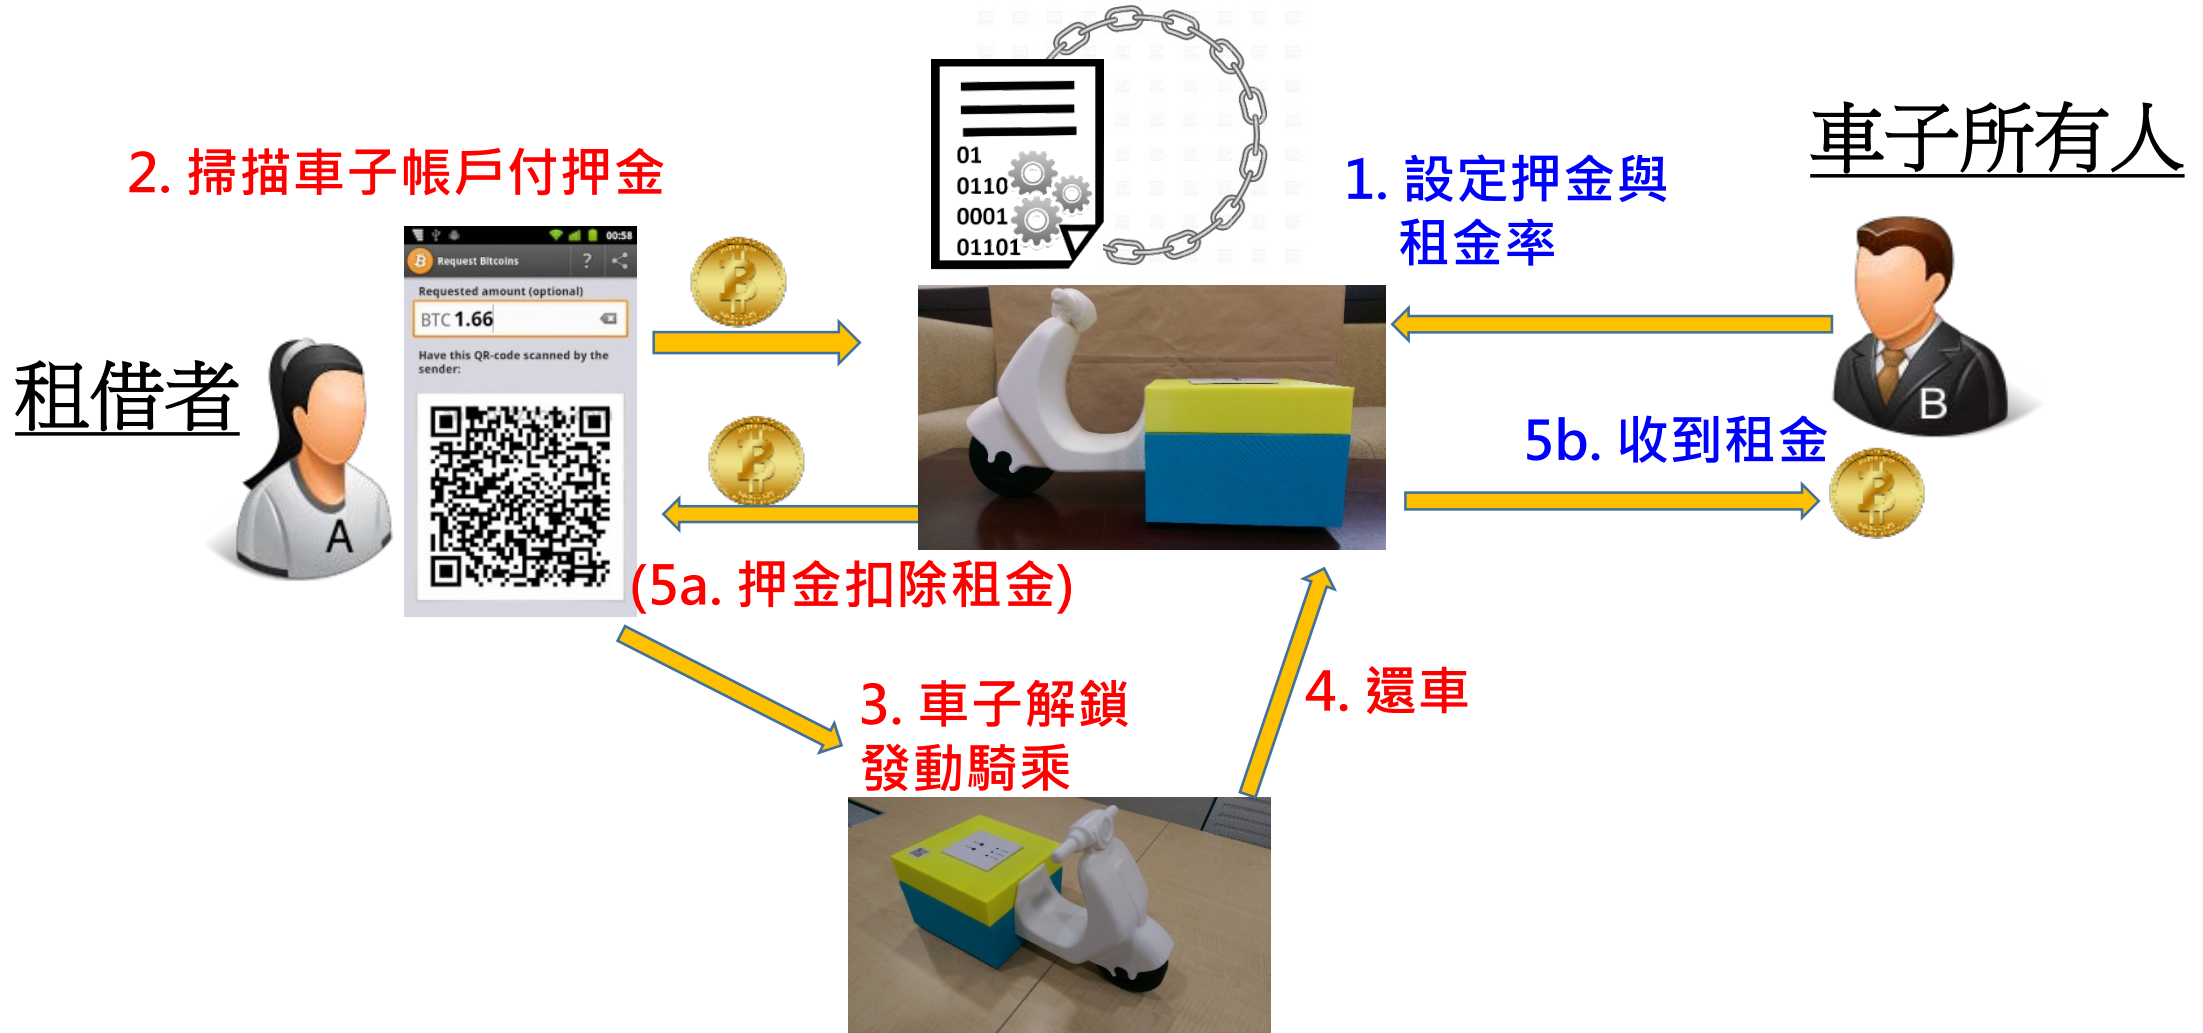 車子所有人
2. 掃描車子帳戶付押金
1. 設定押金與
租金率
01
0110
0001
01101
00:58
Request Bitcoins
?
Requested amount (optional)
BTC 1.66
Have this QR-code scanned by the
sender:
租借者
A
B
5b. 收到租金
(5a. 押金扣除租金)
3. 車子解鎖
發動騎乘
4. 還車